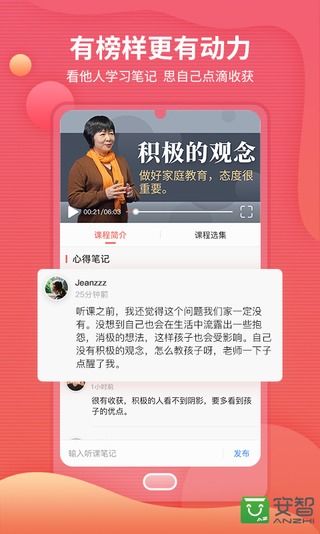 有榜样更有动力
看他人学习笔记 思自己点滴收获
积极的观念
做好家庭教育，态度很
重要。
00:21/06:03
课程简介 课程选集
心得笔记
Jeanzzz
25分钟前
听课之前，我还觉得这个问题我们家一定没
有。没想到自己也会在生活中流露出一些抱
怨，消极的想法，这样孩子也会受影响。自己
没有积极的观念，怎么教孩子呀，老师一下子
点醒了我。
1小时前
很有收获，积极的人看不到阴影，要多看到孩
子的优点。
输入听课笔记 发布
安智
ANZHI
AZ